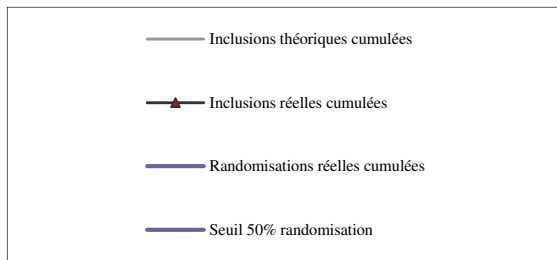 Inclusions théoriques cumulées
Inclusions réelles cumulées
Randomisations réelles cumulées
Seuil 50% randomisation